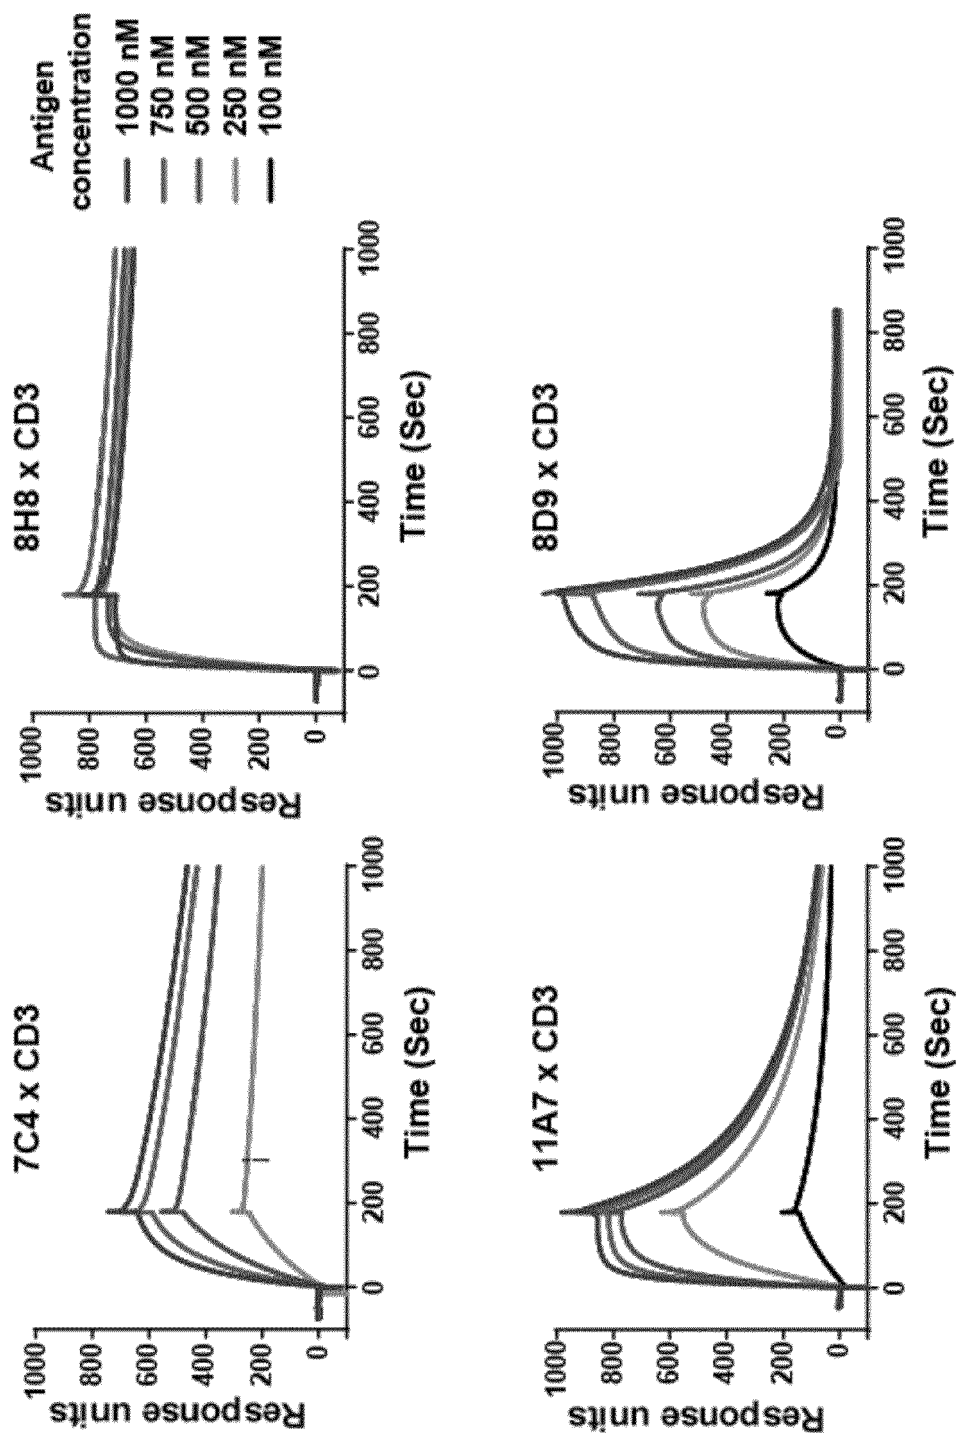 7C4 x CD3
Response units
1000
800
600
400
200
0
0
200
400
600
800
1000
Time (Sec)
8H8 x CD3
Response units
1000
800
600
400
200
0
0
200
400
600
800
1000
Time (Sec)
Antigen
concentration
1000 nM
750 nM
500 nM
250 nM
100 nM
11A7 x CD3
Response units
1000
800
600
400
200
0
0
200
400
600
800
1000
Time (Sec)
8D9 x CD3
Response units
1000
800
600
400
200
0
0
200
400
600
800
1000
Time (Sec)